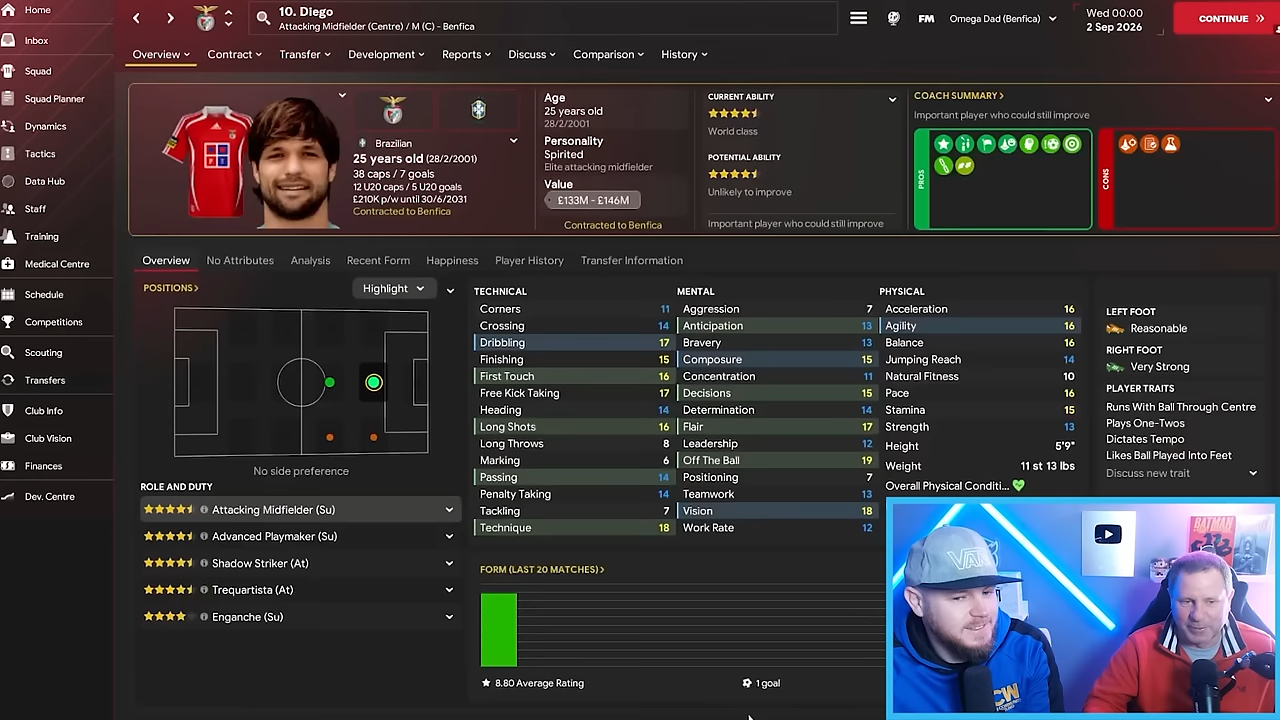 Home
10. Diego
Attacking Midfielder (Centre) / M (C) - Benfica
FM
Omega Dad (Benfica)
Wed 00:00
2 Sep 2026
CONTINUE
Inbox
Squad
Squad Planner
Dynamics
Tactics
Data Hub
Staff
Training
Medical Centre
Schedule
Competitions
Scouting
Transfers
Club Info
Club Vision
Finances
Dev. Centre
Overview
Contract
Transfer
Development
Reports
Discuss
Comparison
History
Brazilian
25 years old (28/2/2001)
38 caps / 7 goals
12 U20 caps / 5 U20 goals
£210K p/w until 30/6/2031
Contracted to Benfica
Age
25 years old
28/2/2001
Personality
Spirited
Elite attacking midfielder
Value
£133M - £146M
Contracted to Benfica
CURRENT ABILITY
World class
POTENTIAL ABILITY
Unlikely to improve
Important player who could still improve
COACH SUMMARY
Important player who could still improve
PROS
CONS
Overview
No Attributes
Analysis
Recent Form
Happiness
Player History
Transfer Information
POSITIONS
Highlight
No side preference
ROLE AND DUTY
Attacking Midfielder (Su)
Advanced Playmaker (Su)
Shadow Striker (At)
Trequartista (At)
Enganche (Su)
TECHNICAL
Corners 11
Crossing 14
Dribbling 17
Finishing 15
First Touch 16
Free Kick Taking 17
Heading 14
Long Shots 16
Long Throws 8
Marking 6
Passing 14
Penalty Taking 14
Tackling 7
Technique 18
MENTAL
Aggression 7
Anticipation 13
Bravery 13
Composure 15
Concentration 11
Decisions 15
Determination 14
Flair 17
Leadership 12
Off The Ball 19
Positioning 7
Teamwork 13
Vision 18
Work Rate 12
PHYSICAL
Acceleration 16
Agility 16
Balance 16
Jumping Reach 14
Natural Fitness 10
Pace 16
Stamina 15
Strength 13
Height 5'9"
Weight 11 st 13 lbs
Overall Physical Conditi...
LEFT FOOT
Reasonable
RIGHT FOOT
Very Strong
PLAYER TRAITS
Runs With Ball Through Centre
Plays One-Twos
Dictates Tempo
Likes Ball Played Into Feet
Discuss new trait
FORM (LAST 20 MATCHES)
8.80 Average Rating
1 goal
VANS
BATMAN
CW